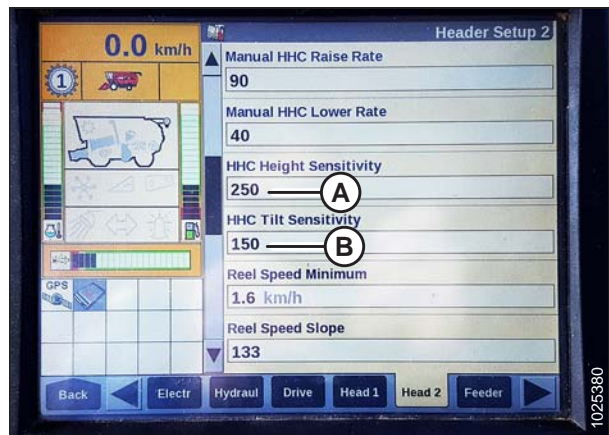 0.0 km/h
Header Setup 2
1
Manual HHC Raise Rate
90
Manual HHC Lower Rate
40
HHC Height Sensitivity
250
A
HHC Tilt Sensitivity
150
B
Reel Speed Minimum
1.6 km/h
Reel Speed Slope
133
GPS
Back
Electr
Hydraul
Drive
Head 1
Head 2
Feeder
1025380